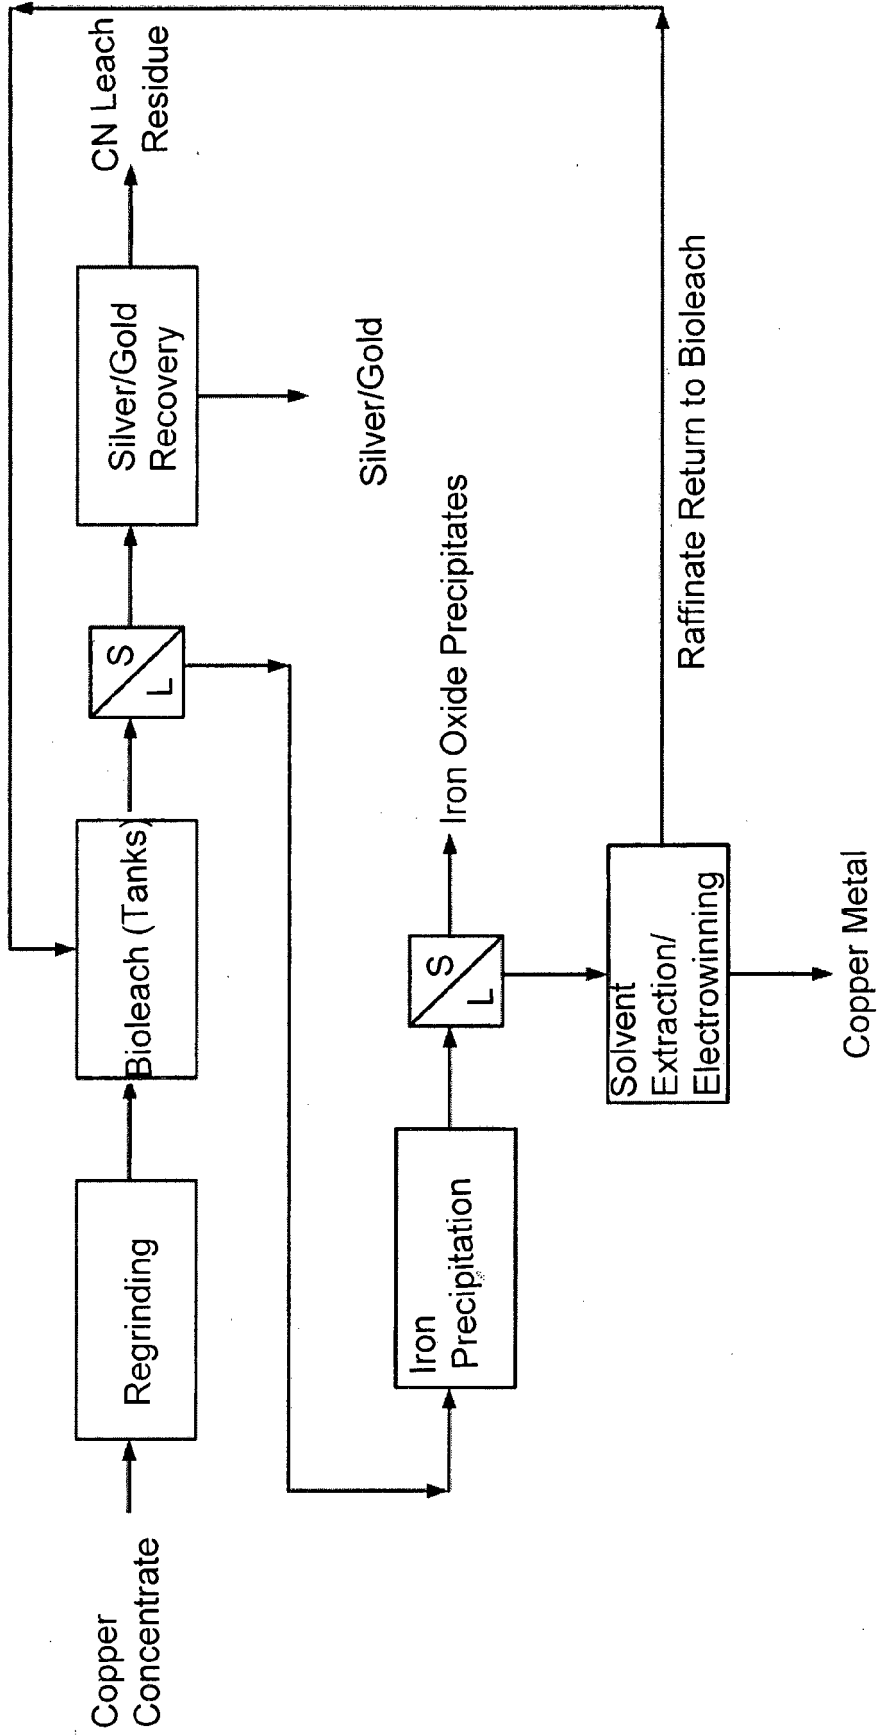 Copper
Concentrate
Regrinding
Bioleach (Tanks)
S
L
Silver/Gold
Recovery
CN Leach
Residue
Silver/Gold
Iron
Precipitation
S
L
Iron Oxide Precipitates
Solvent
Extraction/
Electrowinning
Raffinate Return to Bioleach
Copper Metal